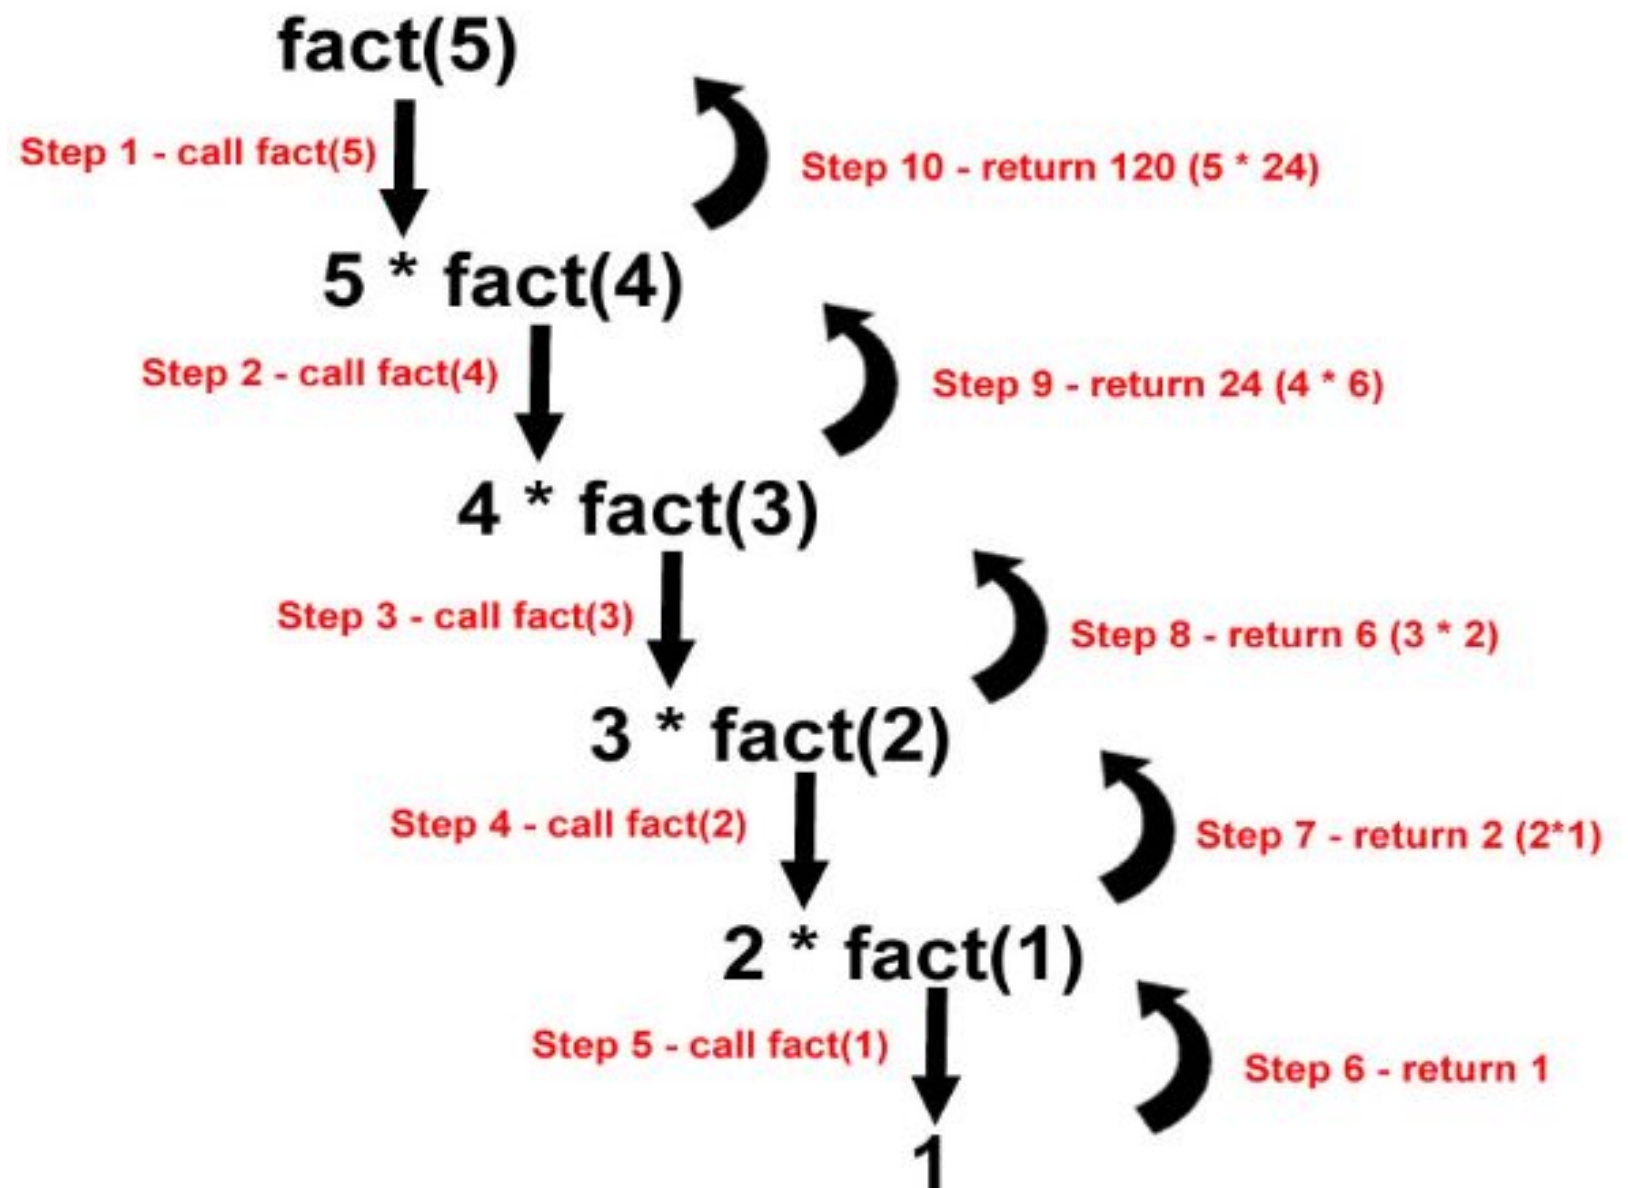 fact(5)
Step 1 - call fact(5)
Step 10 - return 120 (5 * 24)
5 * fact(4)
Step 2 - call fact(4)
Step 9 - return 24 (4 * 6)
4 * fact(3)
Step 3 - call fact(3)
Step 8 - return 6 (3 * 2)
3 * fact(2)
Step 4 - call fact(2)
Step 7 - return 2 (2*1)
2 * fact(1)
Step 5 - call fact(1)
Step 6 - return 1
1